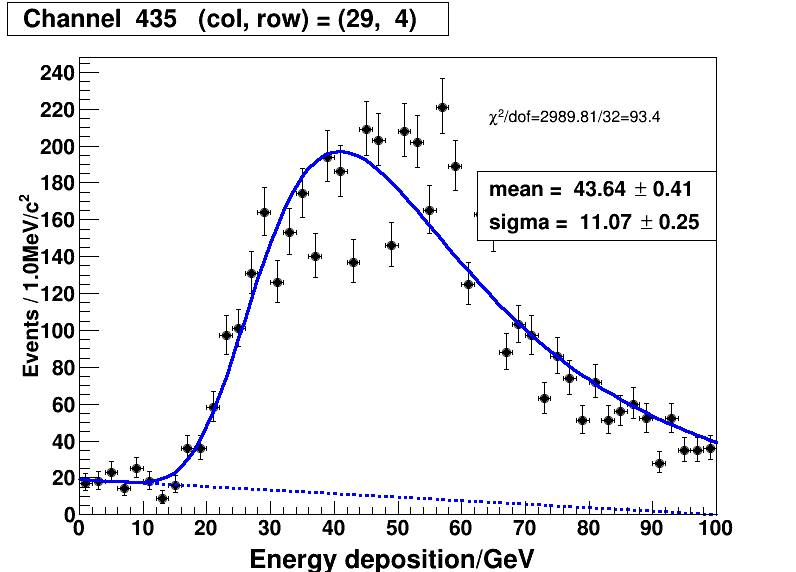 Channel 435 (col, row) = (29, 4)
χ²/dof=2989.81/32=93.4
mean = 43.64 ± 0.41
sigma = 11.07 ± 0.25
Events / 1.0MeV/c²
240
220
200
180
160
140
120
100
80
60
40
20
0
0 10 20 30 40 50 60 70 80 90 100
Energy deposition/GeV